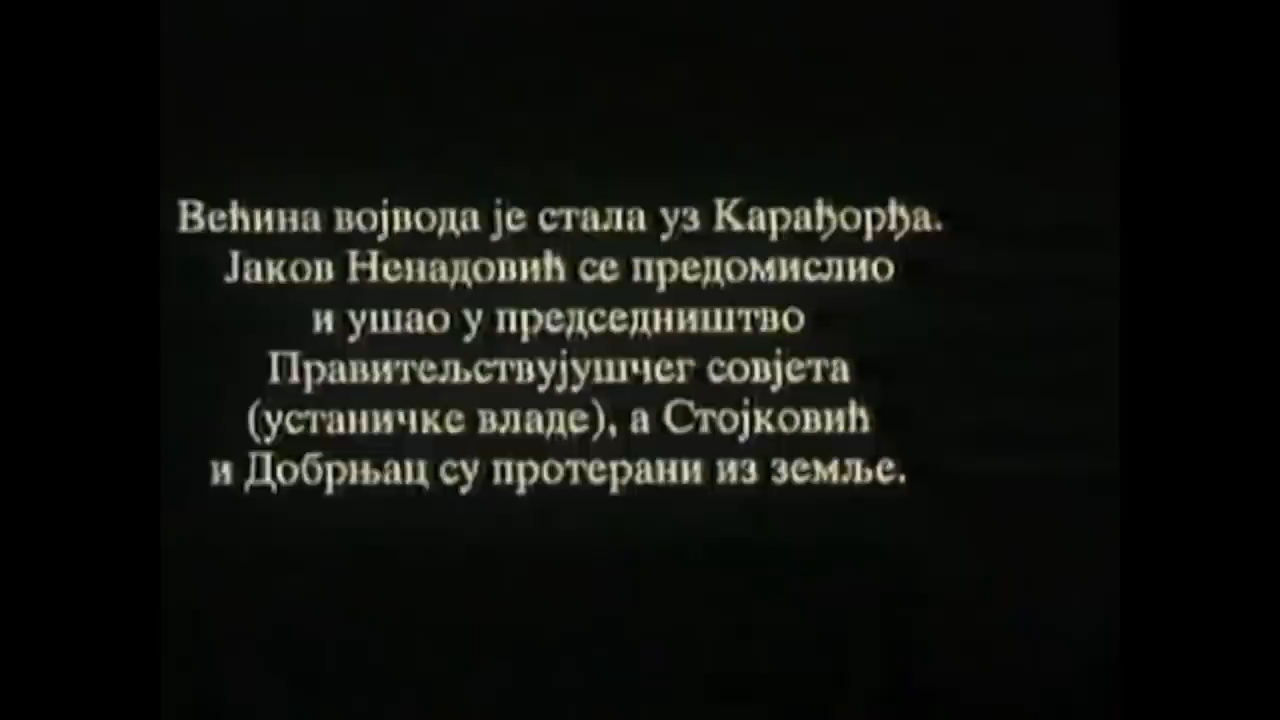 Већина војвода је стала уз Карађорђа.
Јаков Ненадовић се предомислио
и ушао у председништво
Правитељствујушчег совјета
(устаничке владе), а Стојковић
и Добрњац су протерани из земље.